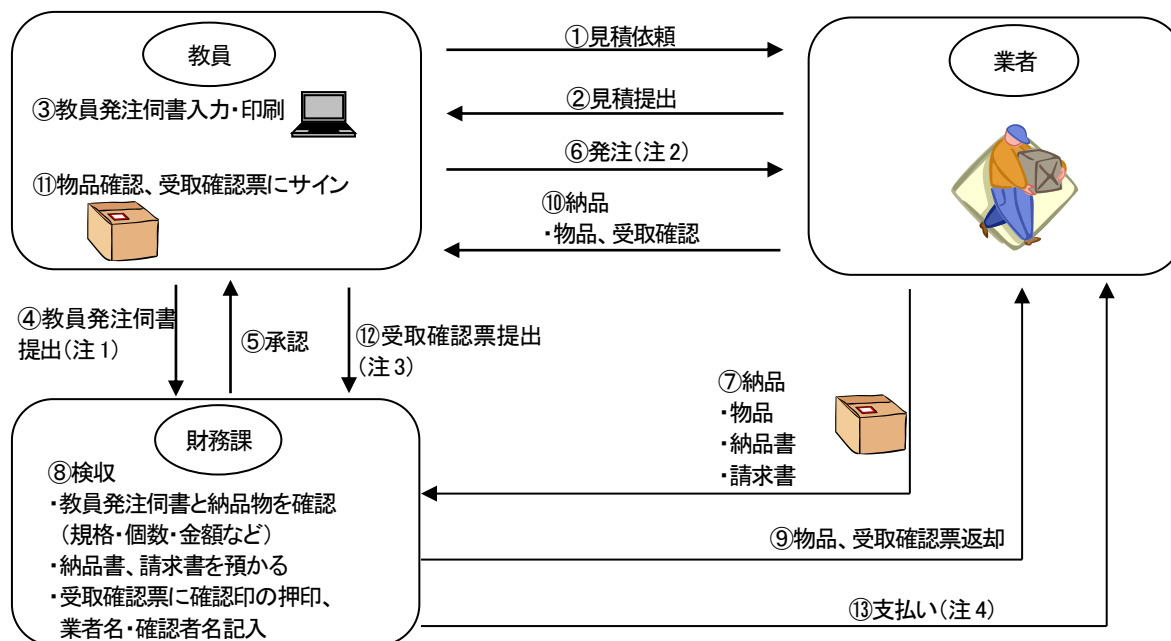 教員
①見積依頼
業者
③教員発注伺書入力・印刷
②見積提出
⑥発注(注2)
⑪物品確認、受取確認票にサイン
⑩納品
・物品、受取確認
④教員発注伺書
提出(注1)
⑤承認
⑫受取確認票提出
(注3)
⑦納品
・物品
・納品書
・請求書
財務課
⑧検収
・教員発注伺書と納品物を確認
(規格・個数・金額など)
・納品書、請求書を預かる
・受取確認票に確認印の押印、
業者名・確認者名記入
⑨物品、受取確認票返却
⑬支払い(注4)